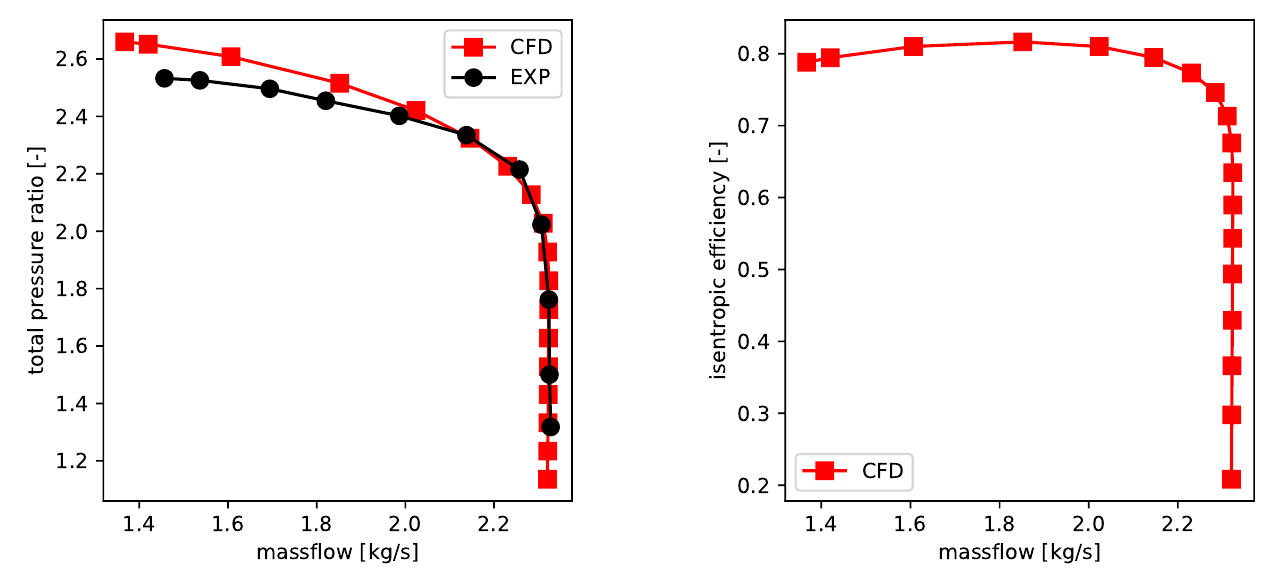 2.6
2.4
2.2
2.0
1.8
1.6
1.4
1.2
total pressure ratio [-]
CFD
EXP
1.4 1.6 1.8 2.0 2.2
massflow [kg/s]
0.8
0.7
0.6
0.5
0.4
0.3
0.2
isentropic efficiency [-]
CFD
1.4 1.6 1.8 2.0 2.2
massflow [kg/s]